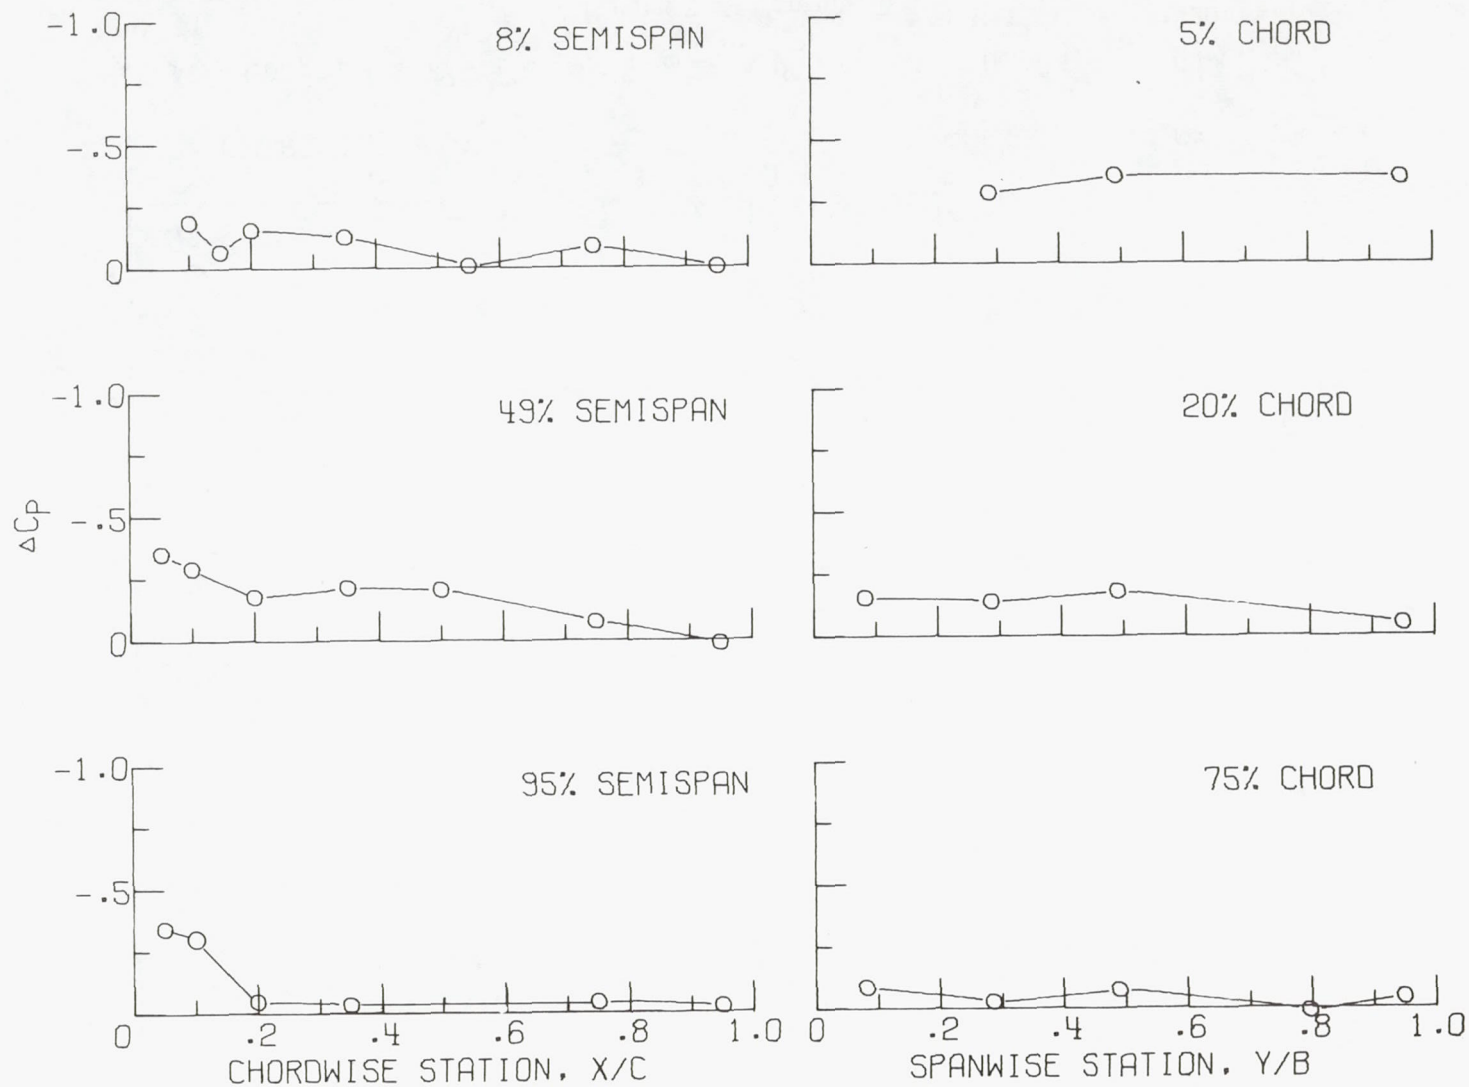 -1.0
8% SEMISPAN
5% CHORD
-.5
0
-1.0
49% SEMISPAN
20% CHORD
ΔCp
-.5
0
-1.0
95% SEMISPAN
75% CHORD
-.5
0 .2 .4 .6 .8 1.0
0 .2 .4 .6 .8 1.0
CHORDWISE STATION, X/C
SPANWISE STATION, Y/B